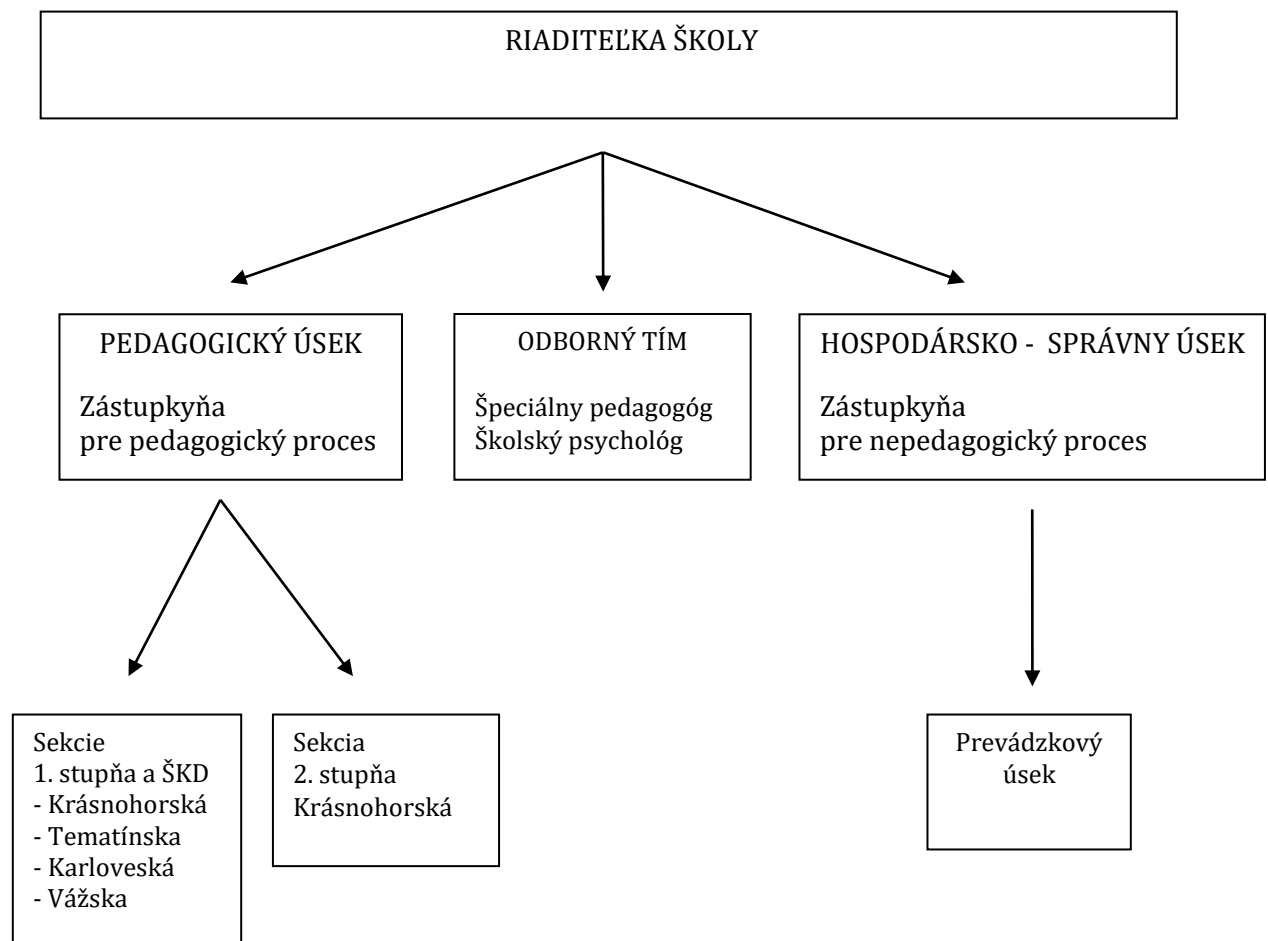 RIADITEĽKA ŠKOLY
PEDAGOGICKÝ ÚSEK
Zástupkyňa
pre pedagogický proces
ODBORNÝ TÍM
Špeciálny pedagogóg
Školský psychológ
HOSPODÁRSKO - SPRÁVNY ÚSEK
Zástupkyňa
pre nepedagogický proces
Sekcie
1. stupňa a ŠKD
- Krásnohorská
- Tematínska
- Karloveská
- Vážska
Sekcia
2. stupňa
Krásnohorská
Prevádzkový
úsek